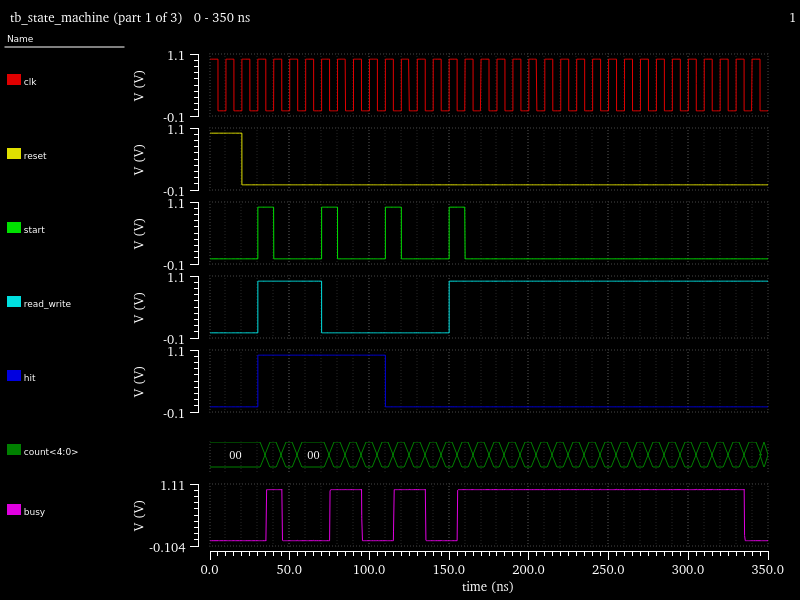 tb_state_machine (part 1 of 3) 0 - 350 ns 1
Name
clk V (V) 1.1 -0.1
reset V (V) 1.1 -0.1
start V (V) 1.1 -0.1
read_write V (V) 1.1 -0.1
hit V (V) 1.1 -0.1
count<4:0> 00 00
busy V (V) 1.11 -0.104
0.0 50.0 100.0 150.0 200.0 250.0 300.0 350.0
time (ns)